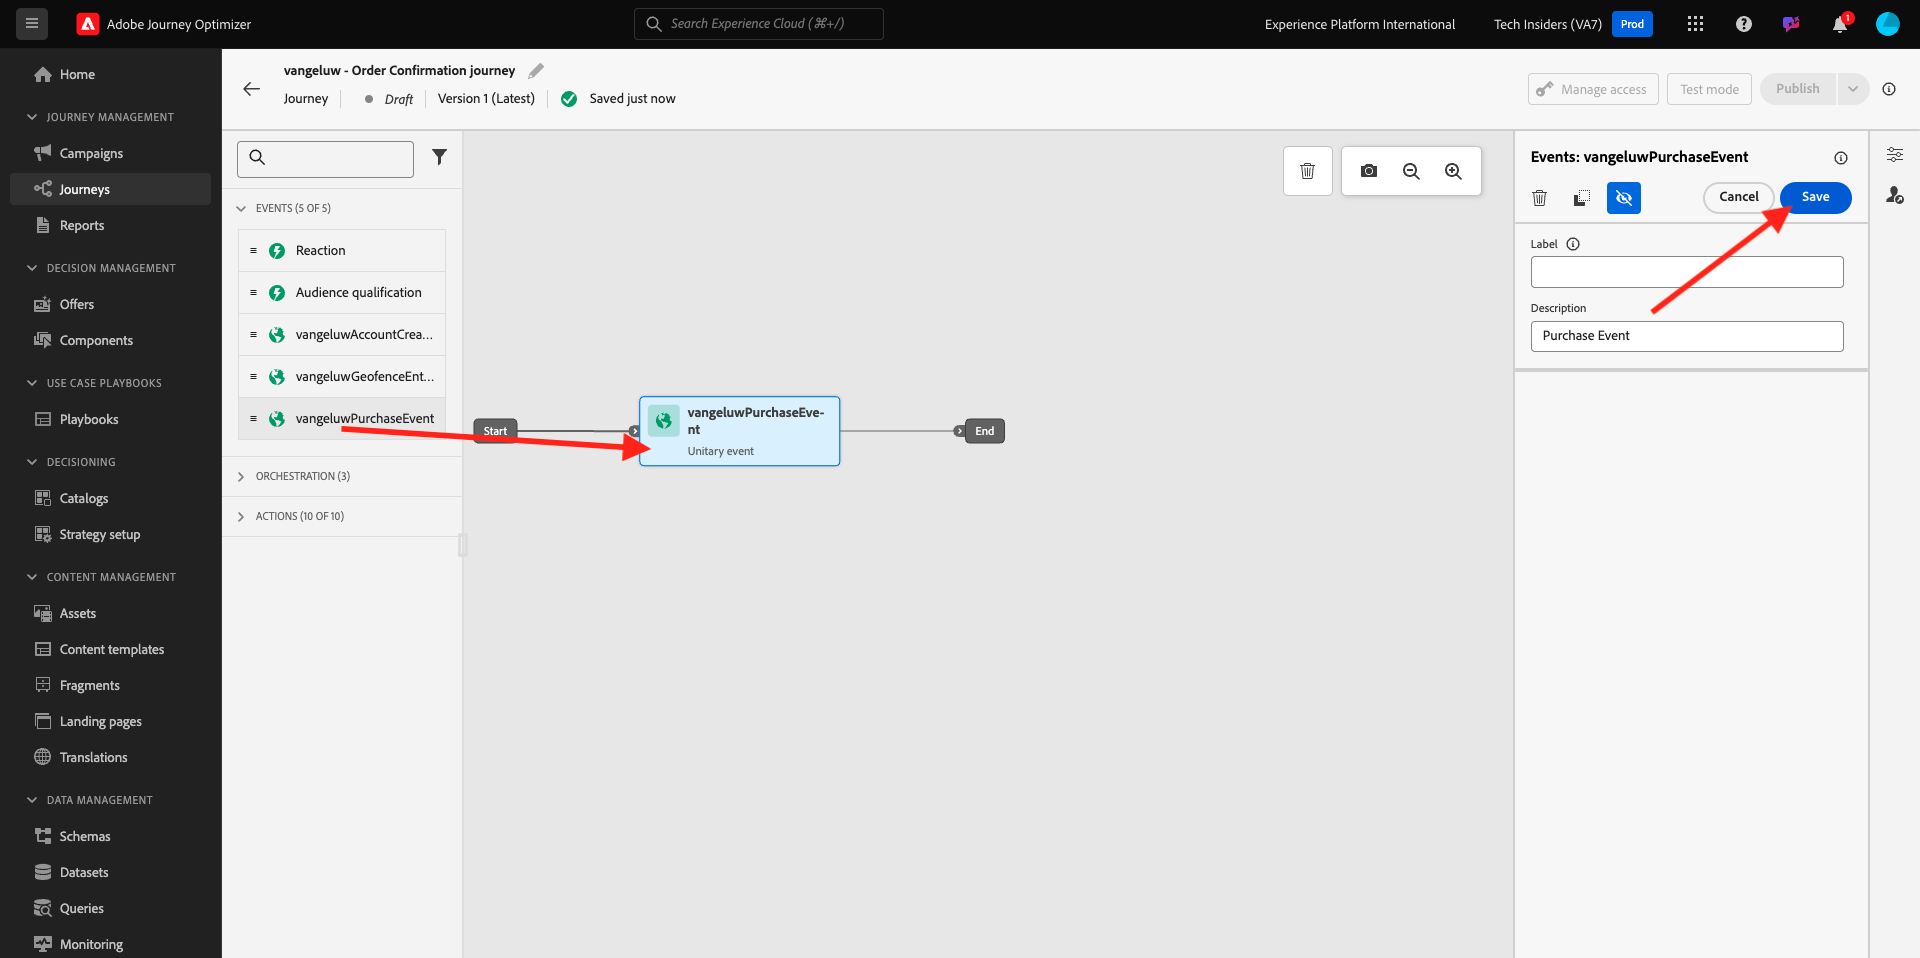 Adobe Journey Optimizer
Search Experience Cloud (⌘+/)
Experience Platform International
Tech Insiders (VA7)
Prod
1
Home
JOURNEY MANAGEMENT
Campaigns
Journeys
Reports
DECISION MANAGEMENT
Offers
Components
USE CASE PLAYBOOKS
Playbooks
DECISIONING
Catalogs
Strategy setup
CONTENT MANAGEMENT
Assets
Content templates
Fragments
Landing pages
Translations
DATA MANAGEMENT
Schemas
Datasets
Queries
Monitoring
vangeluw - Order Confirmation journey
Journey
Draft
Version 1 (Latest)
Saved just now
Manage access
Test mode
Publish
EVENTS (5 OF 5)
Reaction
Audience qualification
vangeluwAccountCrea...
vangeluwGeofenceEnt...
vangeluwPurchaseEvent
ORCHESTRATION (3)
ACTIONS (10 OF 10)
Start
vangeluwPurchaseEve-
nt
Unitary event
End
Events: vangeluwPurchaseEvent
Cancel
Save
Label
Description
Purchase Event